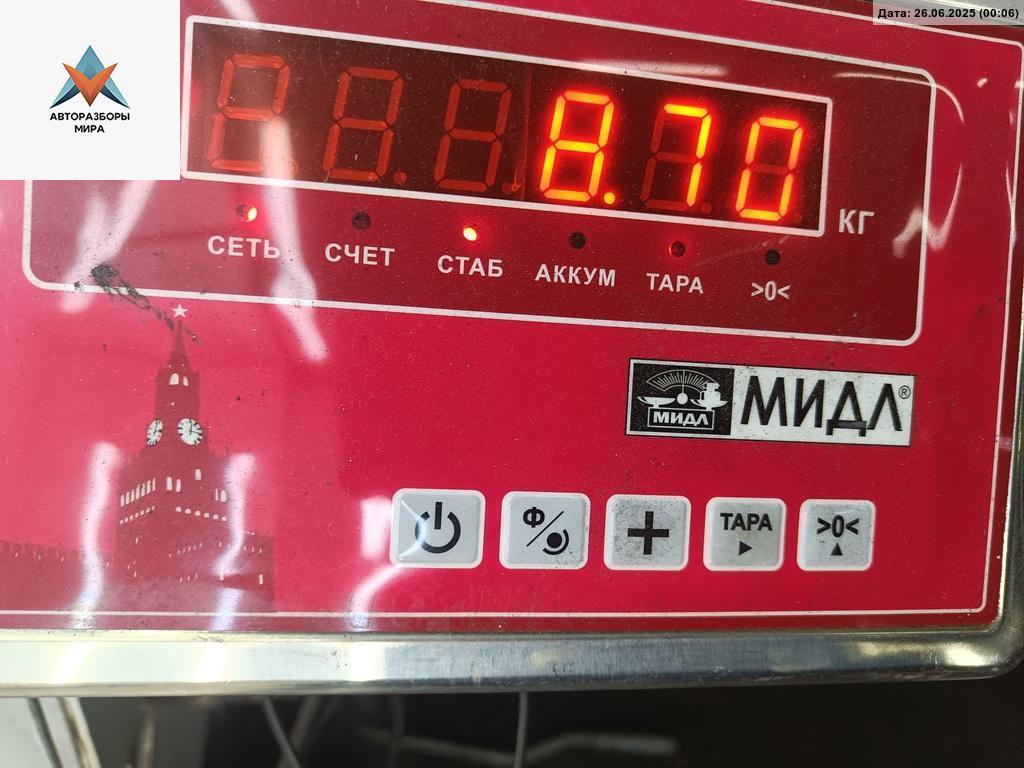 Дата: 26.06.2025 (00:06)
АВТОРАЗБОРЫ
МИРА
8.70
КГ
СЕТЬ СЧЕТ СТАБ АККУМ ТАРА >0<
МИДЛ МИДЛ®
Ф/ + ТАРА >0<